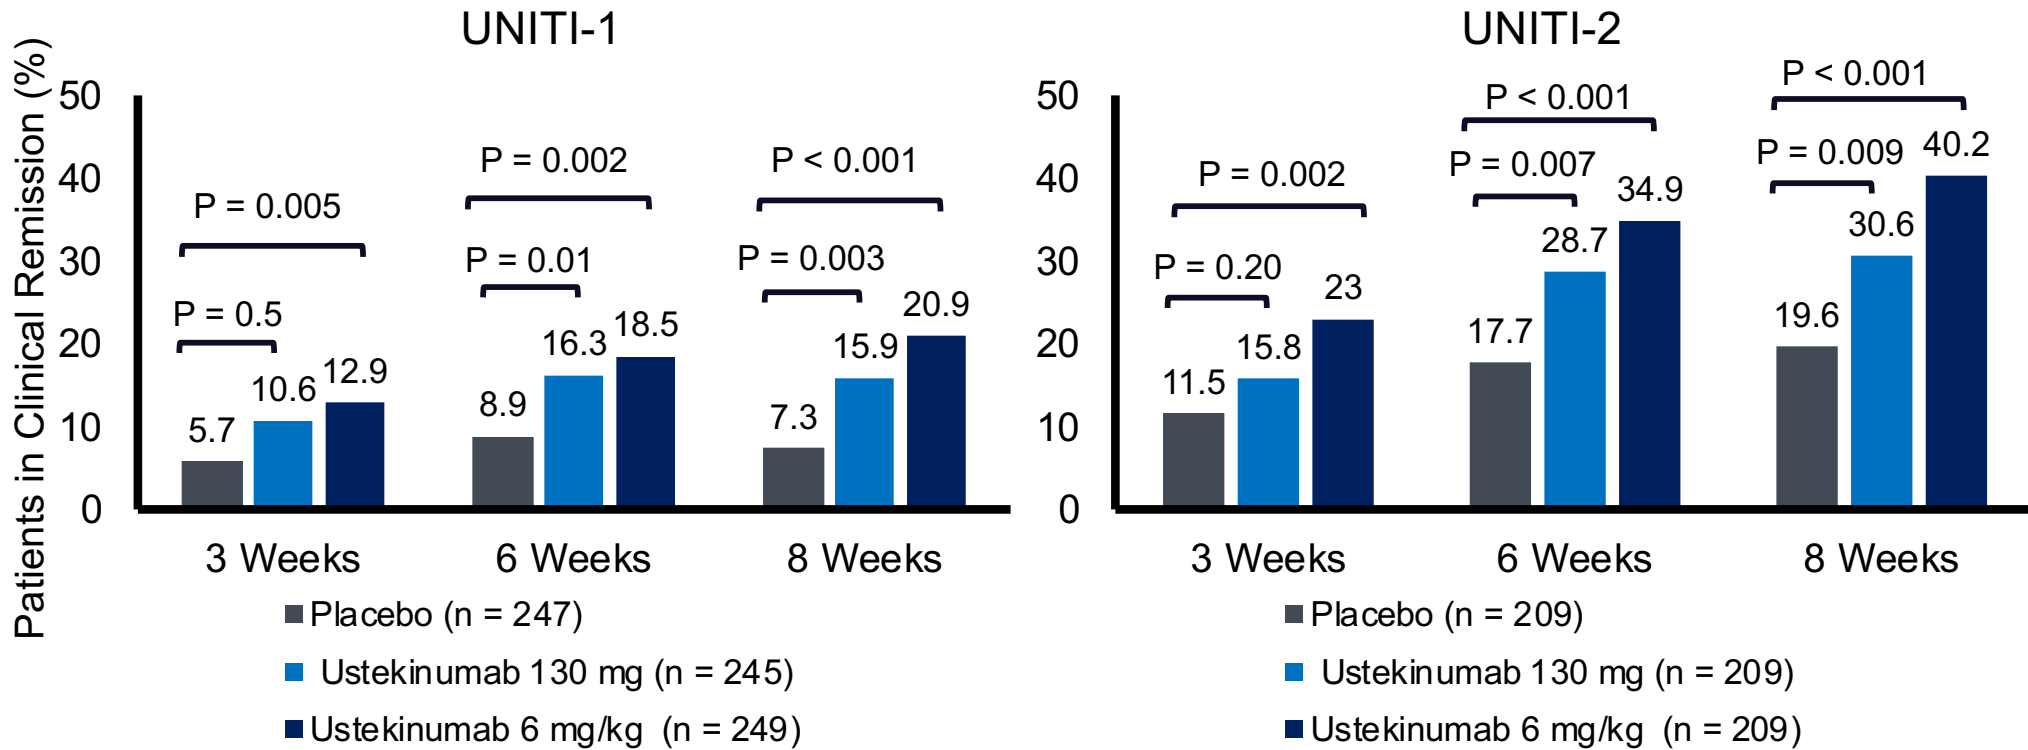 UNITI-1
Patients in Clinical Remission (%)
50
40
30
20
10
0
P = 0.005
P = 0.5
5.7
10.6
12.9
P = 0.002
P = 0.01
8.9
16.3
18.5
P < 0.001
P = 0.003
7.3
15.9
20.9
3 Weeks
6 Weeks
8 Weeks
Placebo (n = 247)
Ustekinumab 130 mg (n = 245)
Ustekinumab 6 mg/kg (n = 249)
UNITI-2
50
40
30
20
10
0
P = 0.002
P = 0.20
11.5
15.8
23
P < 0.001
P = 0.007
17.7
28.7
34.9
P < 0.001
P = 0.009
19.6
30.6
40.2
3 Weeks
6 Weeks
8 Weeks
Placebo (n = 209)
Ustekinumab 130 mg (n = 209)
Ustekinumab 6 mg/kg (n = 209)